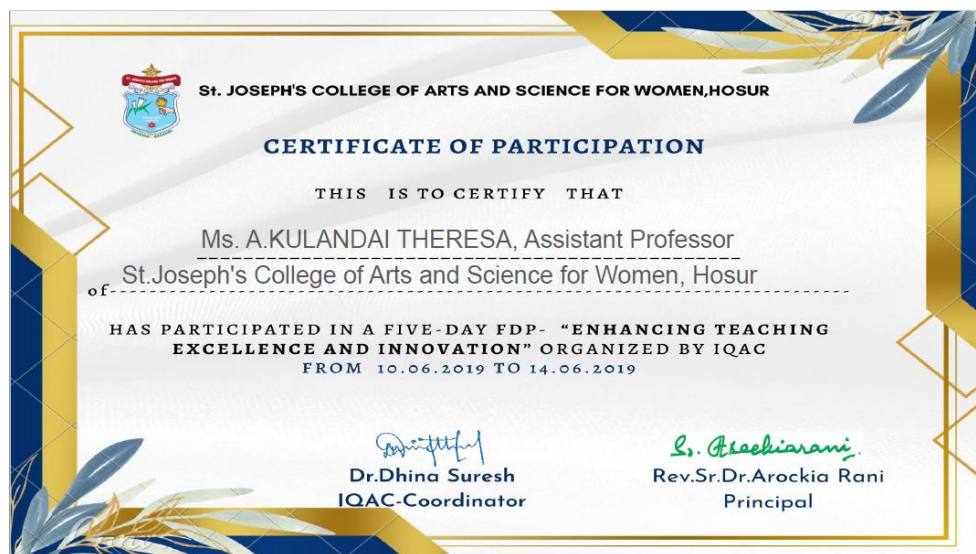 St. JOSEPH'S COLLEGE OF ARTS AND SCIENCE FOR WOMEN,HOSUR
CERTIFICATE OF PARTICIPATION
THIS IS TO CERTIFY THAT
Ms. A.KULANDAI THERESA, Assistant Professor
of St.Joseph's College of Arts and Science for Women, Hosur
HAS PARTICIPATED IN A FIVE-DAY FDP- “ENHANCING TEACHING
EXCELLENCE AND INNOVATION” ORGANIZED BY IQAC
FROM 10.06.2019 TO 14.06.2019
Dr.Dhina Suresh
IQAC-Coordinator
Sr. Arockiarani
Rev.Sr.Dr.Arockia Rani
Principal